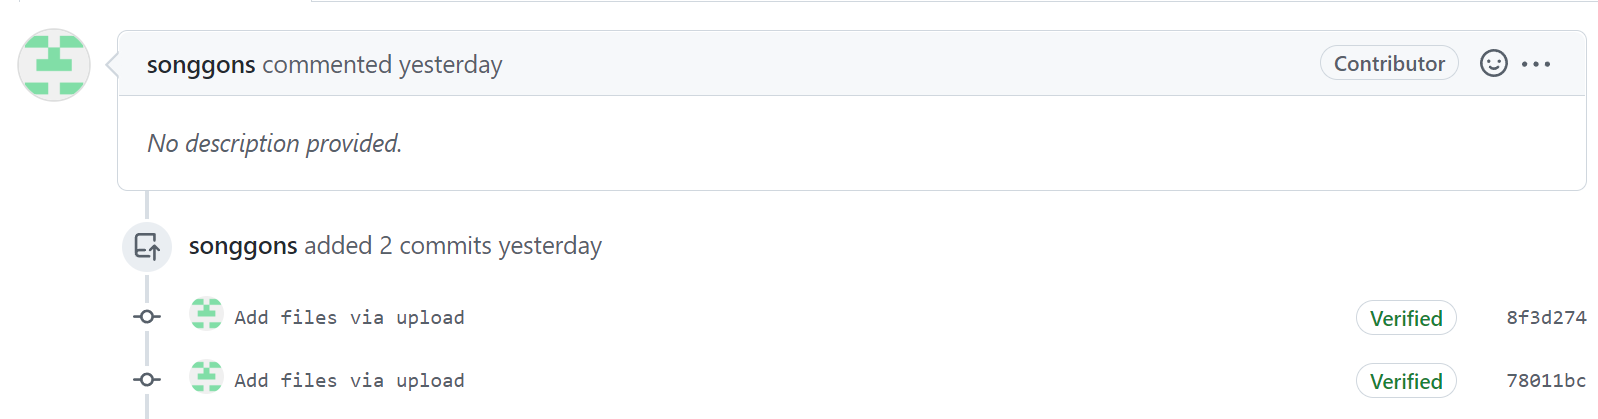 songgons commented yesterday Contributor
No description provided.
songgons added 2 commits yesterday
Add files via upload Verified 8f3d274
Add files via upload Verified 78011bc